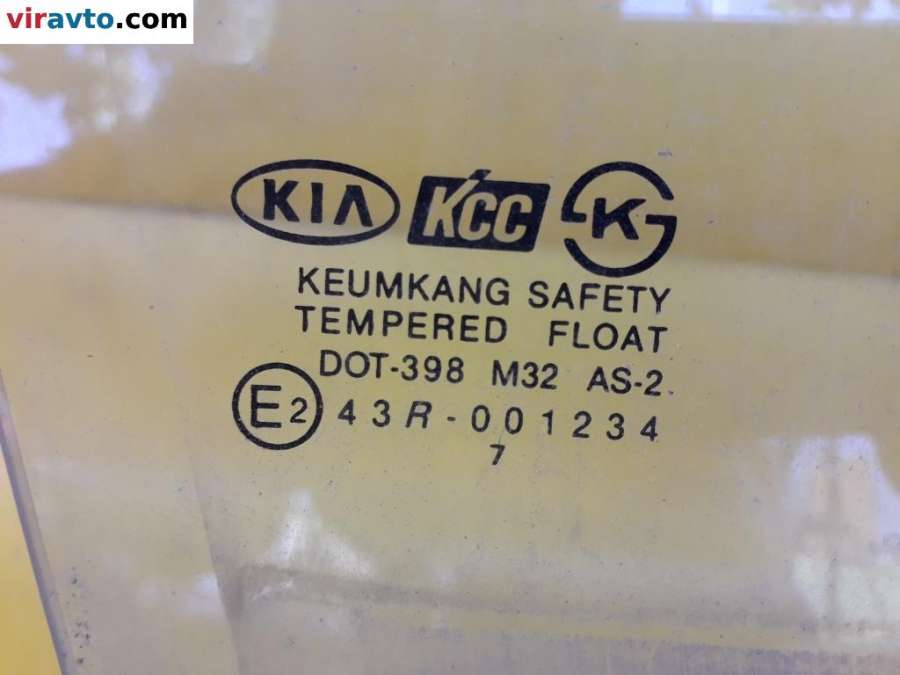 viravto.com
KIA KCC K
KEUMKANG SAFETY
TEMPERED FLOAT
DOT-398 M32 AS-2
E2 43R-001234
7